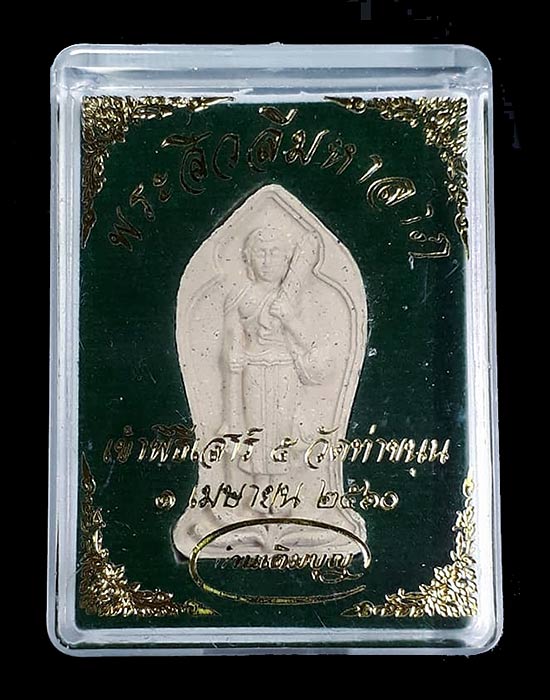 พระสีวลีมหาลาภ
เข้าพิธีเสาร์ ๕ วัดท่าขนุน
๑ เมษายน ๒๕๖๐
ท่านเติมบุญ